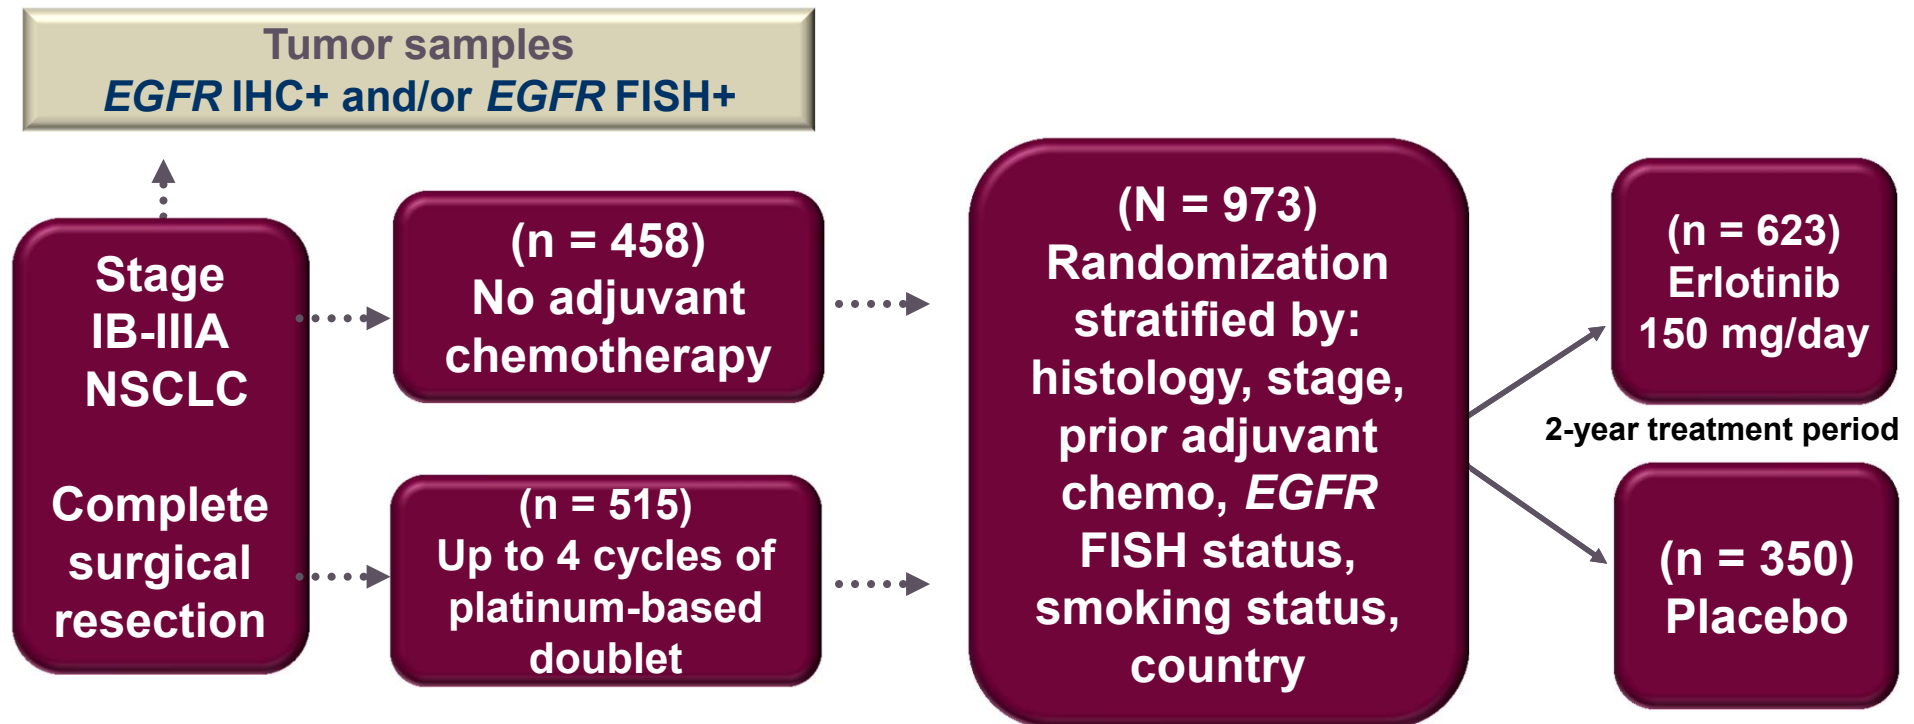 Tumor samples
EGFR IHC+ and/or EGFR FISH+
Stage
IB-IIIA
NSCLC
Complete
surgical
resection
(n = 458)
No adjuvant
chemotherapy
(n = 515)
Up to 4 cycles of
platinum-based
doublet
(N = 973)
Randomization
stratified by:
histology, stage,
prior adjuvant
chemo, EGFR
FISH status,
smoking status,
country
(n = 623)
Erlotinib
150 mg/day
2-year treatment period
(n = 350)
Placebo